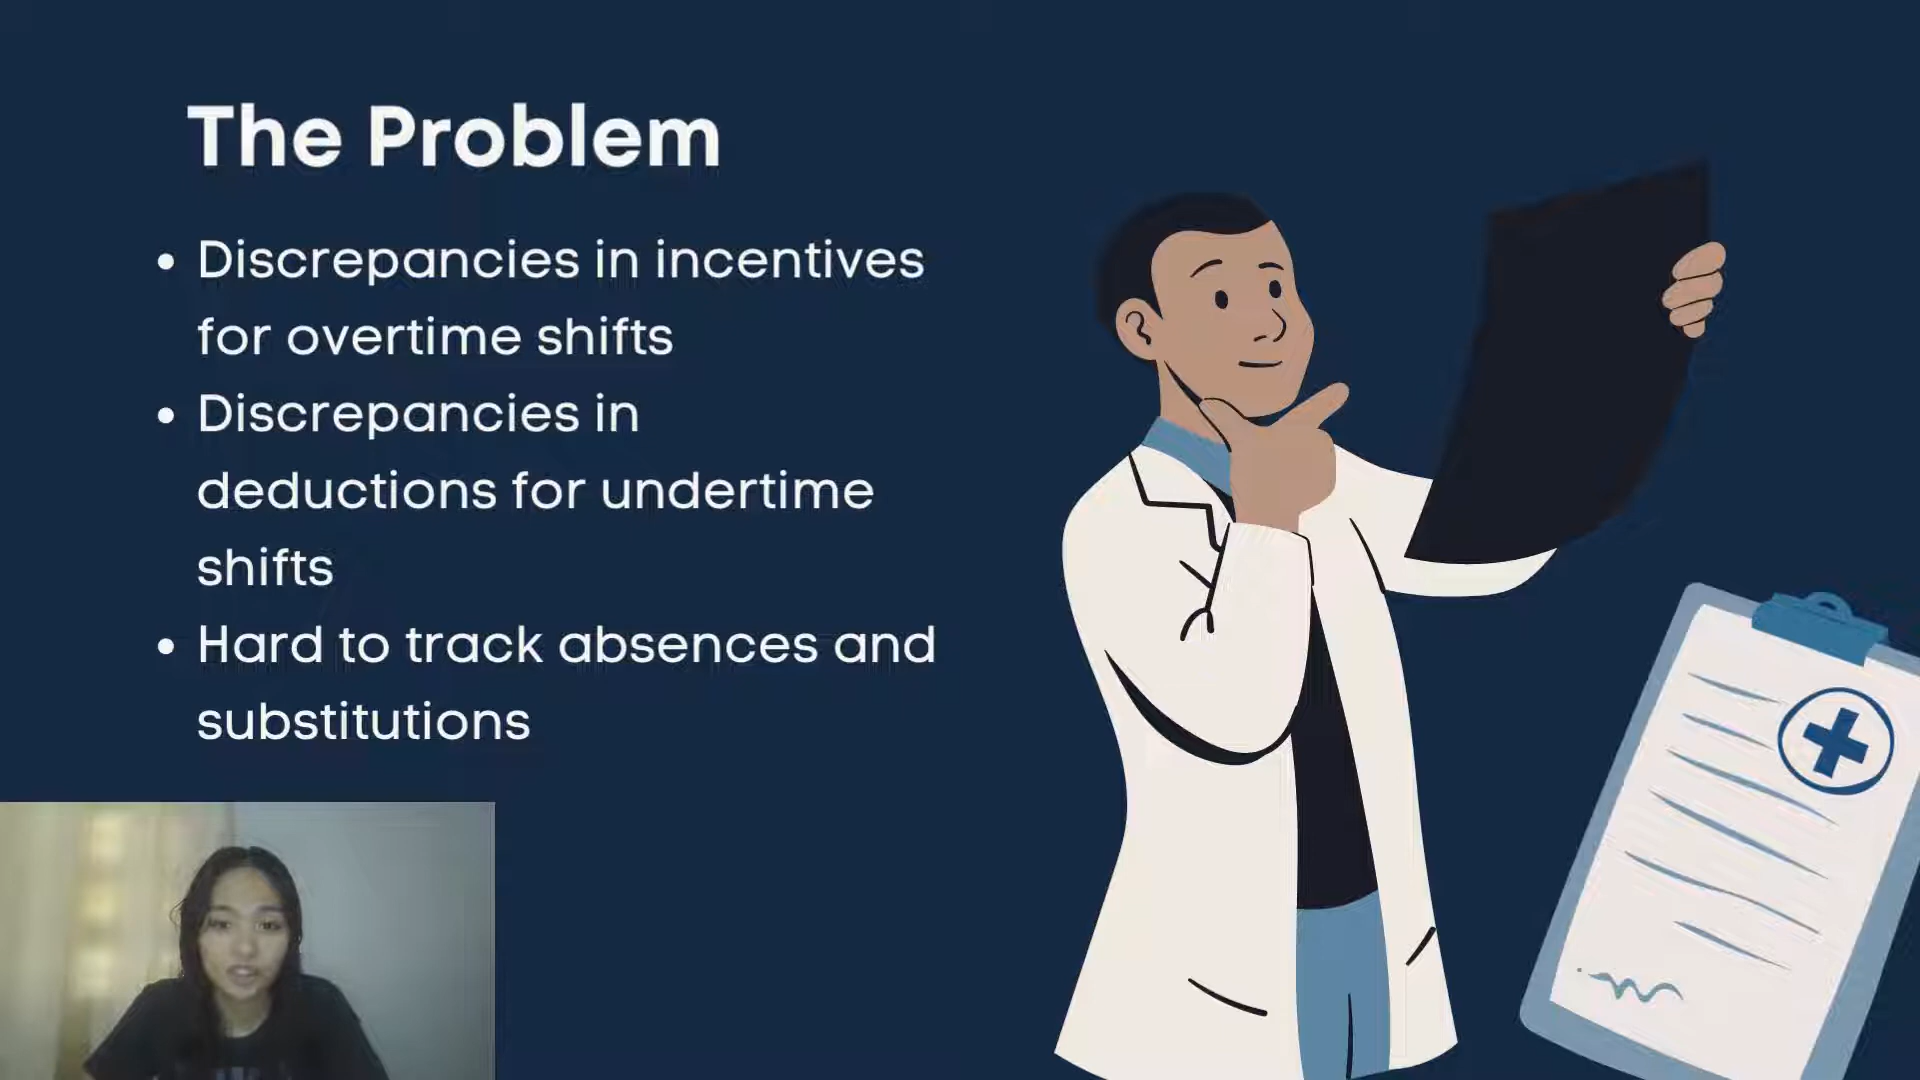 The Problem
• Discrepancies in incentives
for overtime shifts
• Discrepancies in
deductions for undertime
shifts
• Hard to track absences and
substitutions